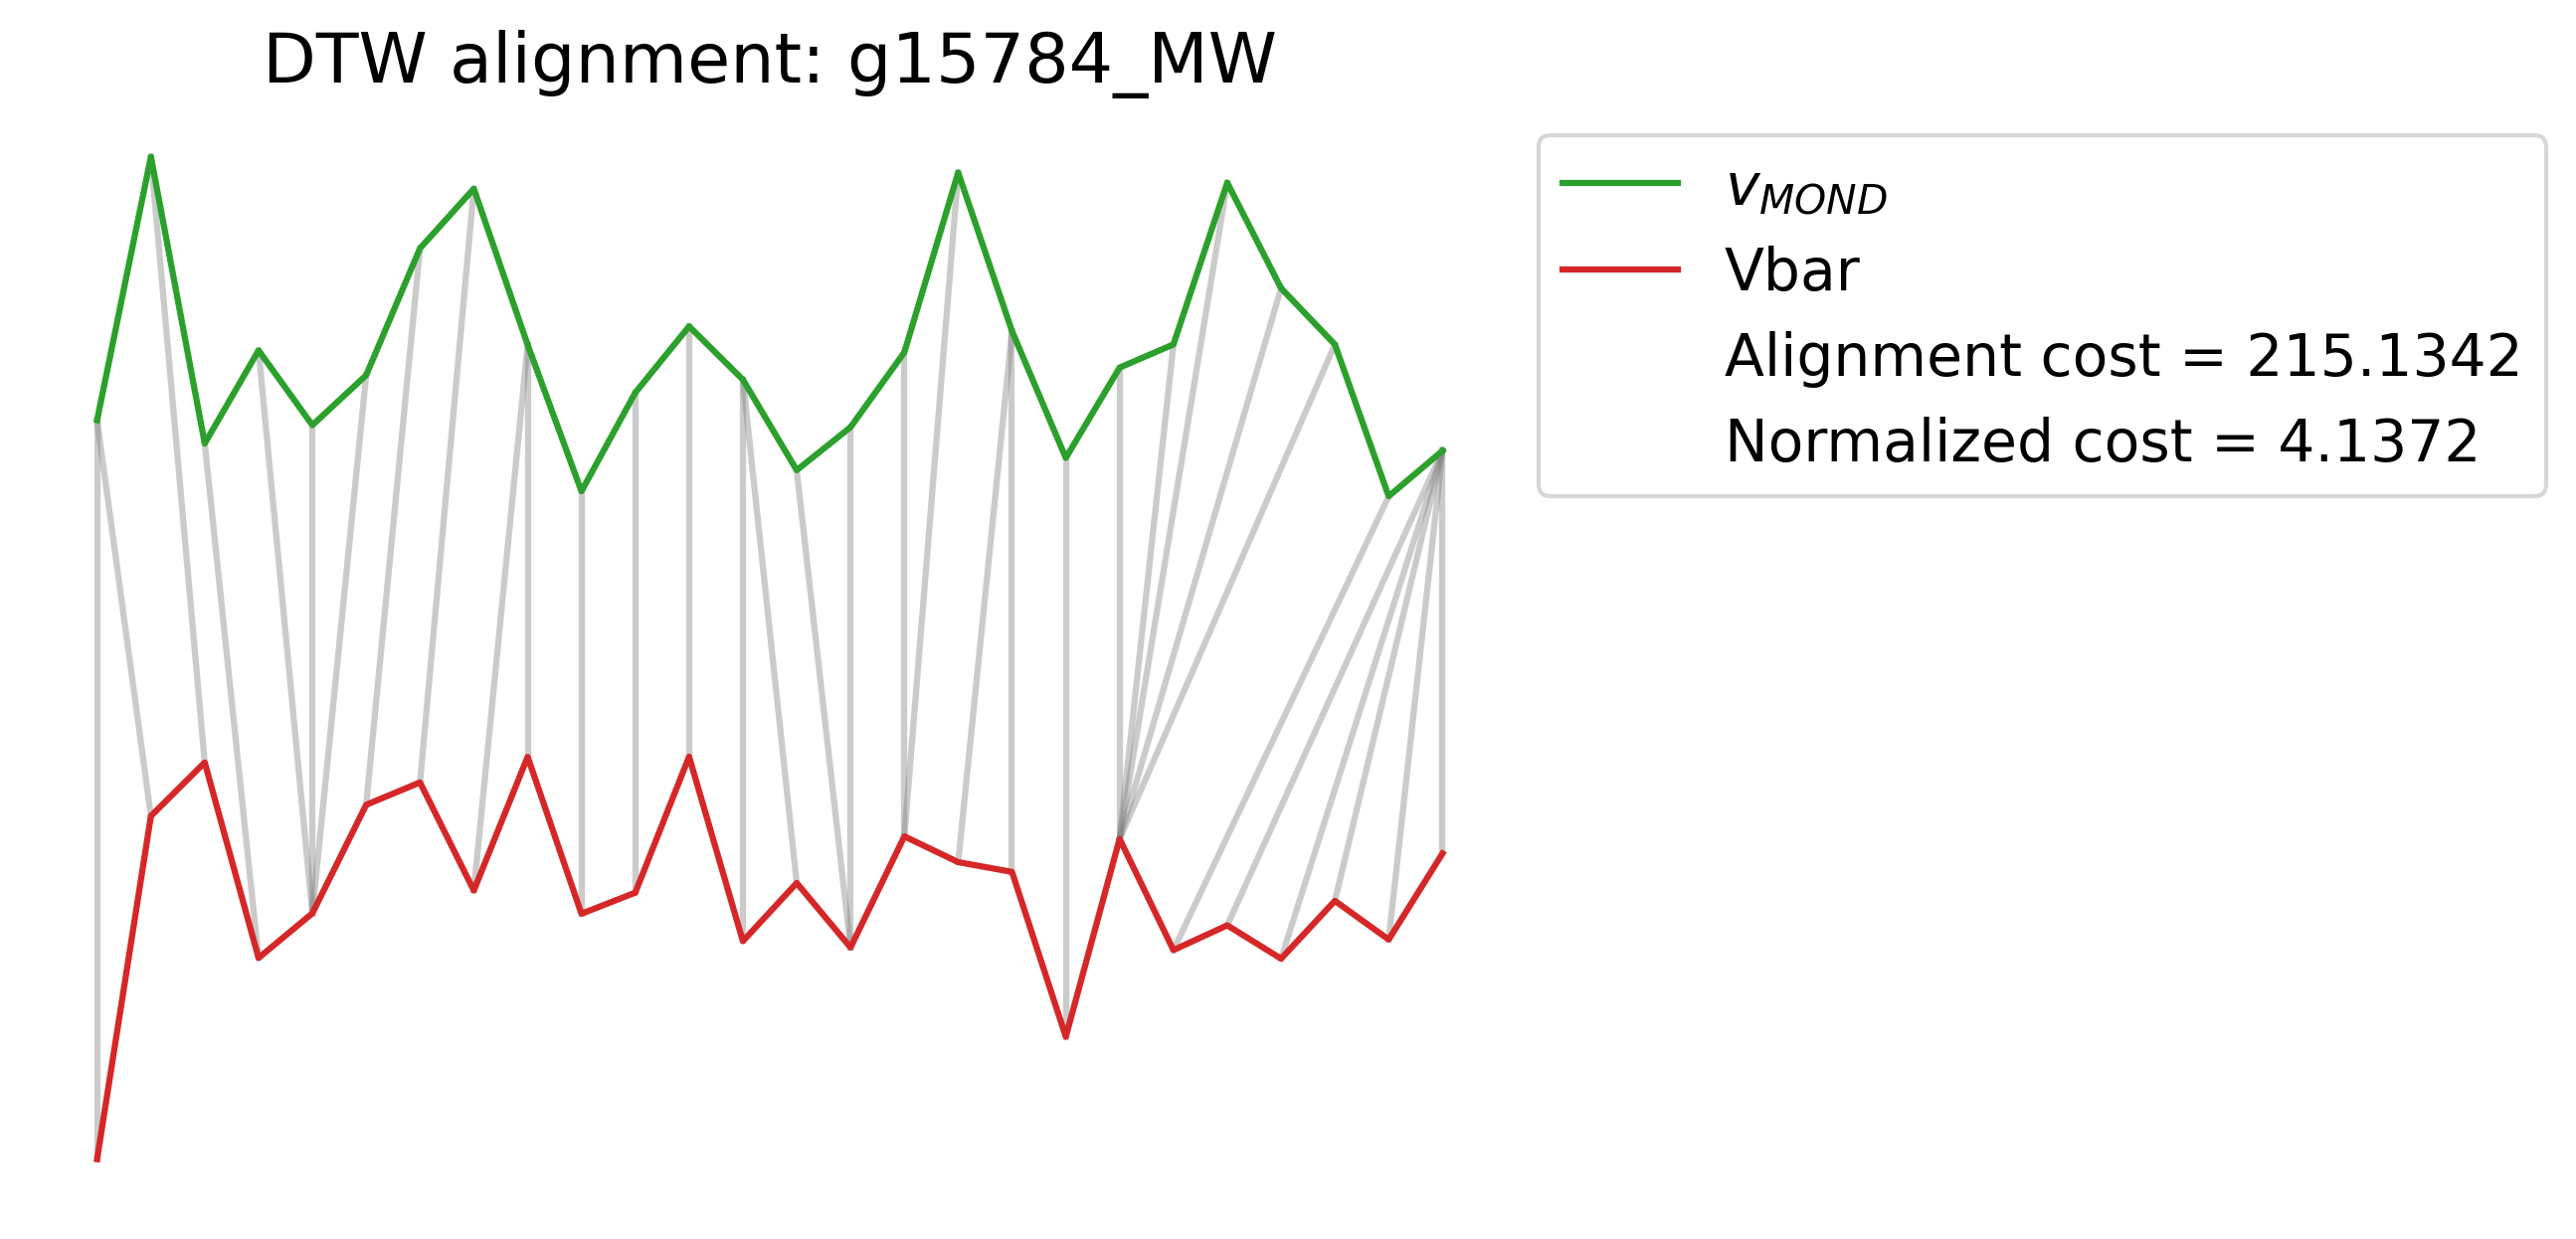 DTW alignment: g15784_MW
v_MOND
Vbar
Alignment cost = 215.1342
Normalized cost = 4.1372